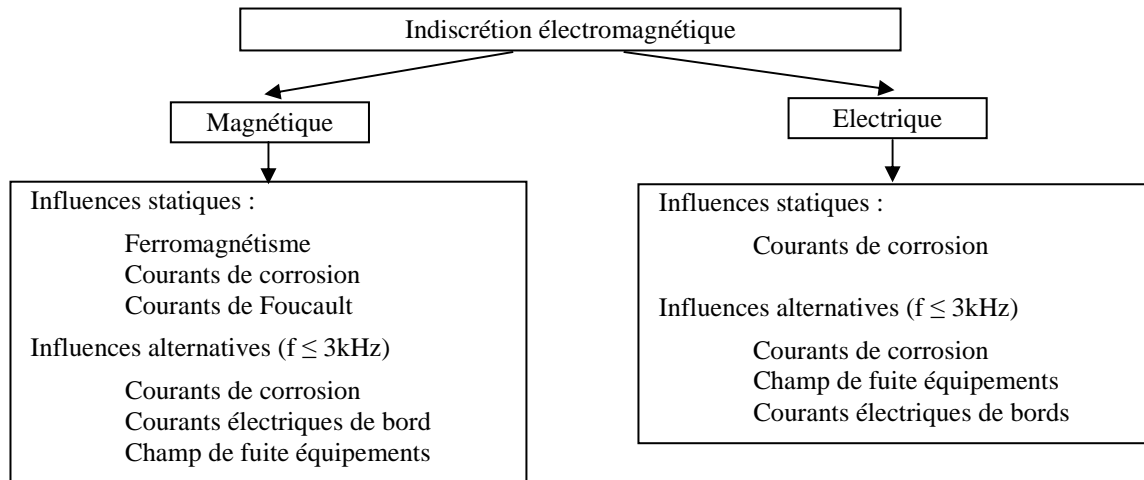 Indiscrétion électromagnétique
Magnétique
Electrique
Influences statiques :
Ferromagnétisme
Courants de corrosion
Courants de Foucault
Influences alternatives (f ≤ 3kHz)
Courants de corrosion
Courants électriques de bord
Champ de fuite équipements
Influences statiques :
Courants de corrosion
Influences alternatives (f ≤ 3kHz)
Courants de corrosion
Champ de fuite équipements
Courants électriques de bords